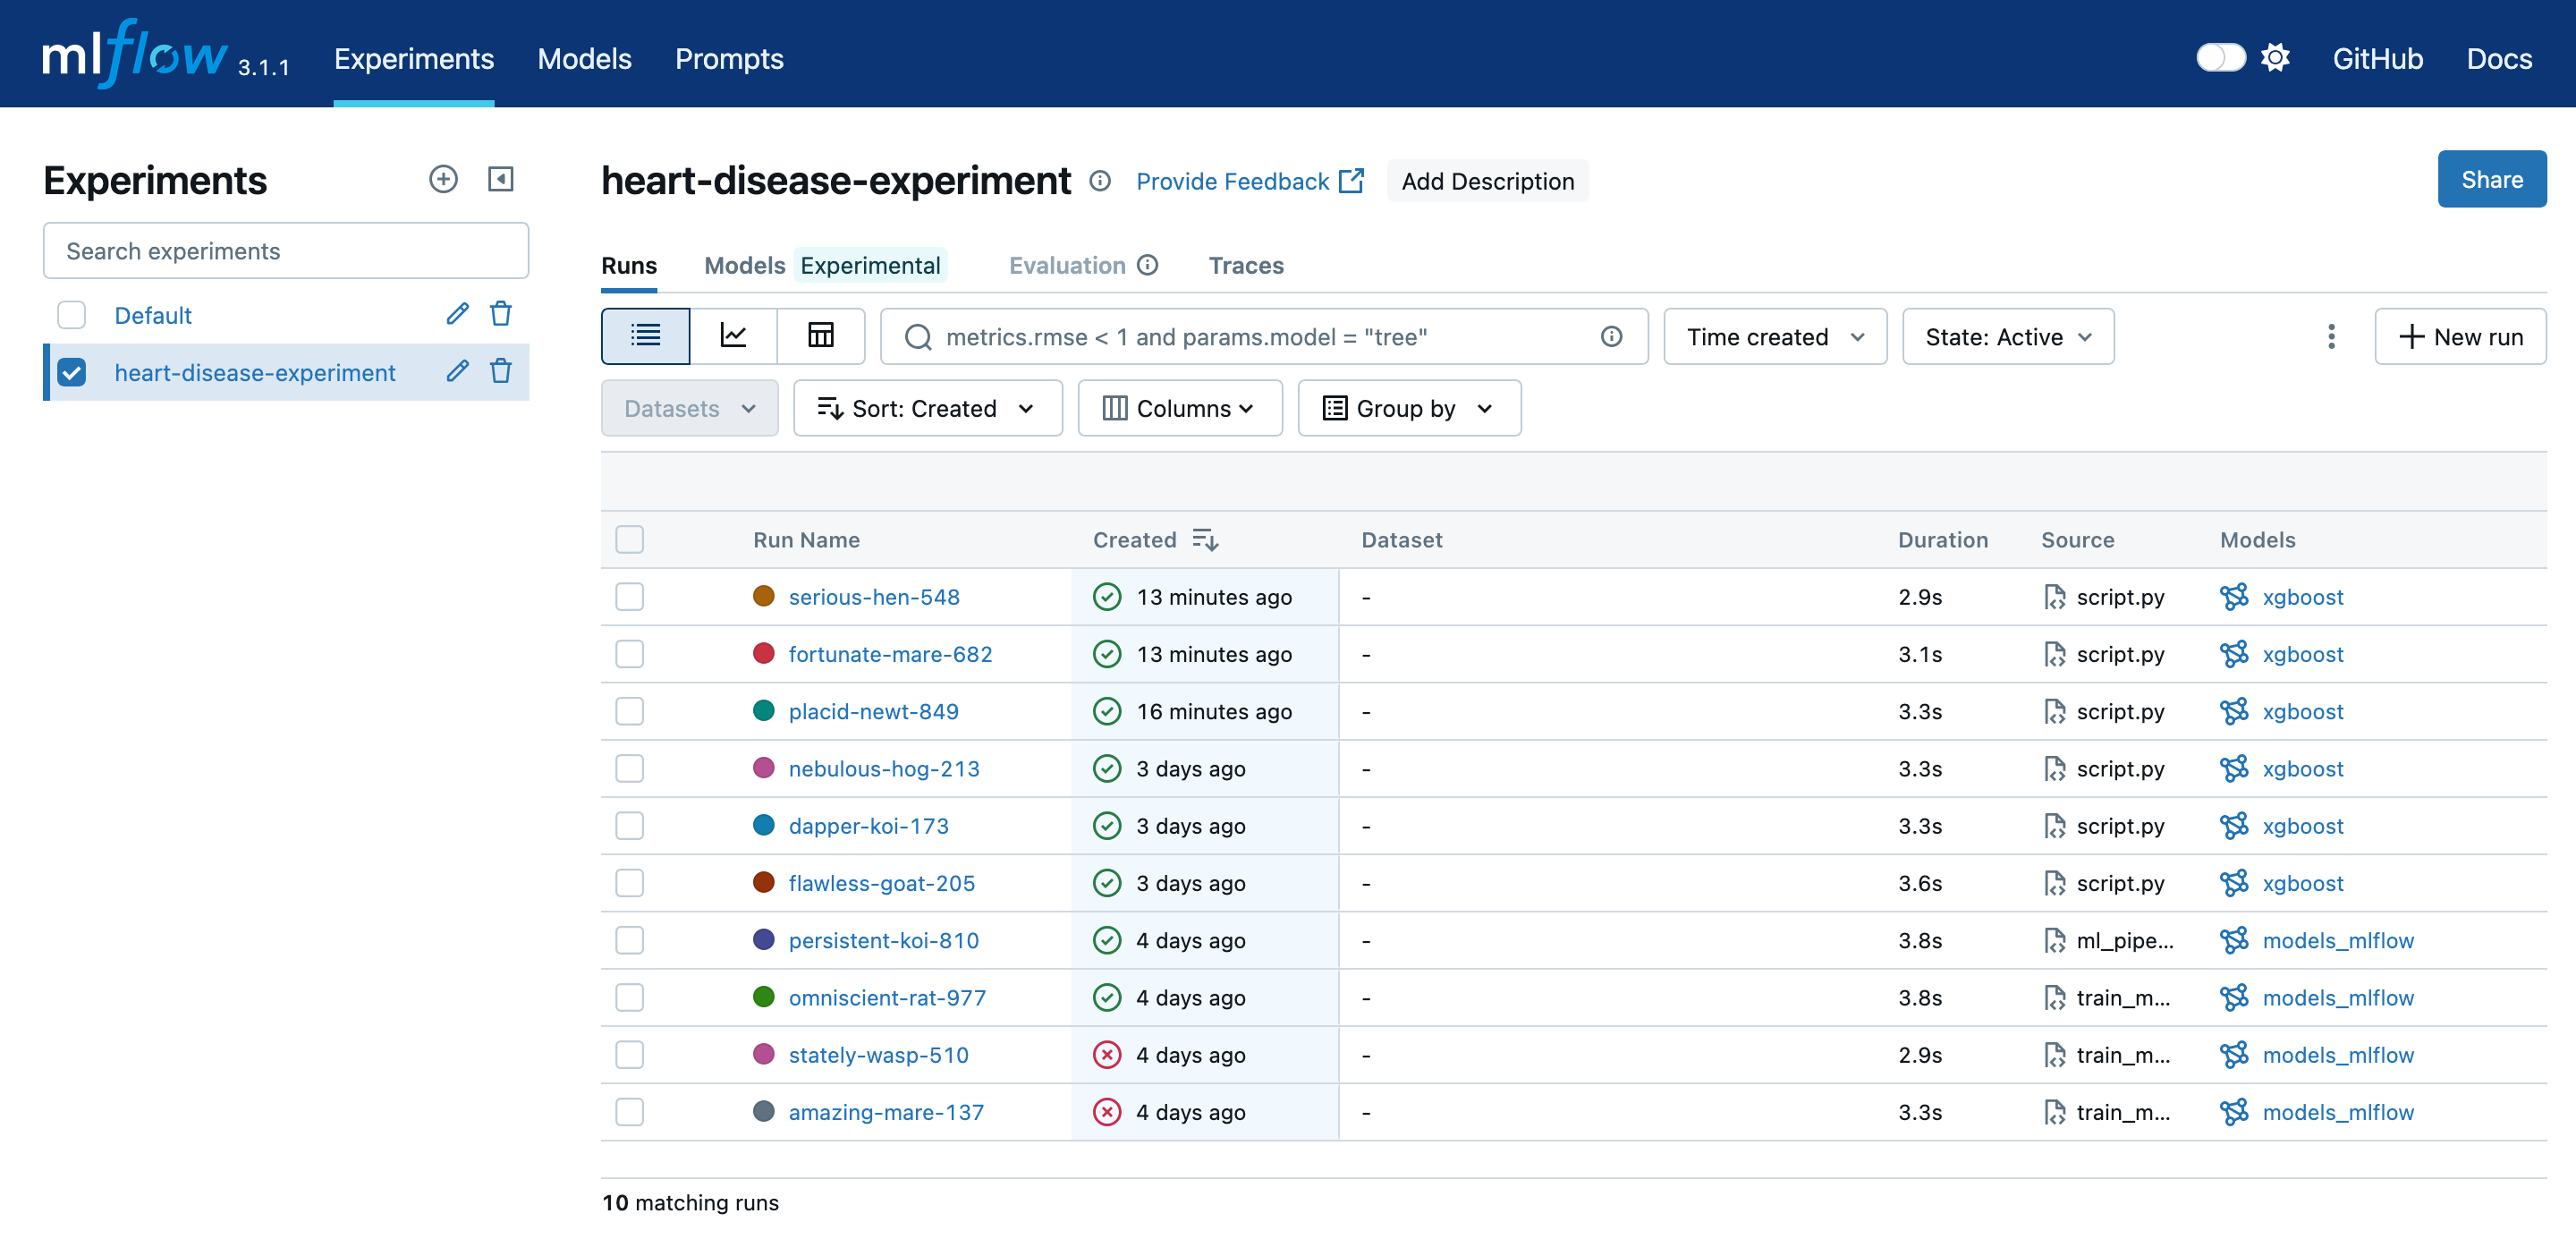 mlflow 3.1.1 Experiments Models Prompts GitHub Docs
Experiments
Search experiments
Default
heart-disease-experiment
heart-disease-experiment Provide Feedback Add Description Share
Runs Models Experimental Evaluation Traces
metrics.rmse < 1 and params.model = "tree" Time created State: Active New run
Datasets Sort: Created Columns Group by
Run Name Created Dataset Duration Source Models
serious-hen-548 13 minutes ago - 2.9s script.py xgboost
fortunate-mare-682 13 minutes ago - 3.1s script.py xgboost
placid-newt-849 16 minutes ago - 3.3s script.py xgboost
nebulous-hog-213 3 days ago - 3.3s script.py xgboost
dapper-koi-173 3 days ago - 3.3s script.py xgboost
flawless-goat-205 3 days ago - 3.6s script.py xgboost
persistent-koi-810 4 days ago - 3.8s ml_pipe... models_mlflow
omniscient-rat-977 4 days ago - 3.8s train_m... models_mlflow
stately-wasp-510 4 days ago - 2.9s train_m... models_mlflow
amazing-mare-137 4 days ago - 3.3s train_m... models_mlflow
10 matching runs